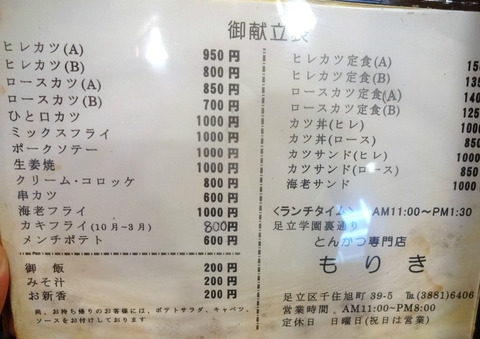 御献立表
ヒレカツ(A) 950円
ヒレカツ(B) 800円
ロースカツ(A) 850円
ロースカツ(B) 700円
ひと口カツ 1000円
ミックスフライ 1000円
ポークソテー 1000円
生姜焼 1000円
クリーム・コロッケ 800円
串カツ 600円
海老フライ 1000円
カキフライ(10月〜3月) 800円
メンチポテト 600円
御飯 200円
みそ汁 200円
お新香 200円
尚、お持ち帰りのお客様には、ポテトサラダ、キャベツ、
ソースをお付けしております
ヒレカツ定食(A)
ヒレカツ定食(B)
ロースカツ定食(A)
ロースカツ定食(B)
カツ丼(ヒレ)
カツ丼(ロース)
カツサンド(ヒレ)
カツサンド(ロース)
海老サンド
〈ランチタイム〉 AM11:00〜PM1:30
足立学園裏通り
とんかつ専門店
もりき
足立区千住旭町39-5 ☎(3881)6406
営業時間、AM11:00〜PM8:00
定休日 日曜日(祝日は営業)